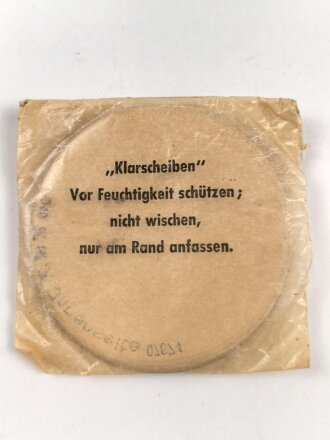 „Klarscheiben"
Vor Feuchtigkeit schützen;
nicht wischen,
nur am Rand anfassen.